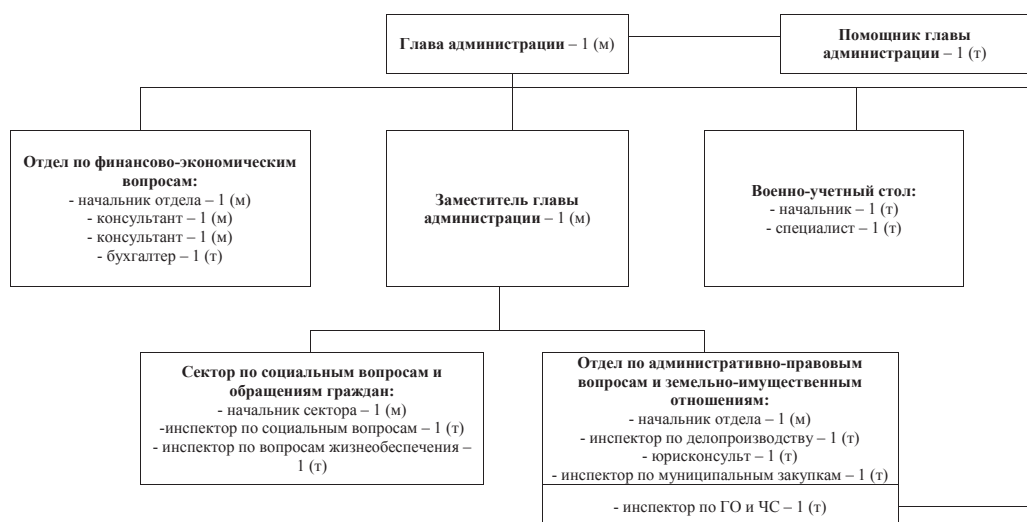 Глава администрации – 1 (м)
Помощник главы
администрации – 1 (т)
Отдел по финансово-экономическим
вопросам:
- начальник отдела – 1 (м)
- консультант – 1 (м)
- консультант – 1 (м)
- бухгалтер – 1 (т)
Заместитель главы
администрации – 1 (м)
Военно-учетный стол:
- начальник – 1 (т)
- специалист – 1 (т)
Сектор по социальным вопросам и
обращениям граждан:
- начальник сектора – 1 (м)
-инспектор по социальным вопросам – 1 (т)
- инспектор по вопросам жизнеобеспечения –
1 (т)
Отдел по административно-правовым
вопросам и земельно-имущественным
отношениям:
- начальник отдела – 1 (м)
- инспектор по делопроизводству – 1 (т)
- юрисконсульт – 1 (т)
- инспектор по муниципальным закупкам – 1 (т)
- инспектор по ГО и ЧС – 1 (т)